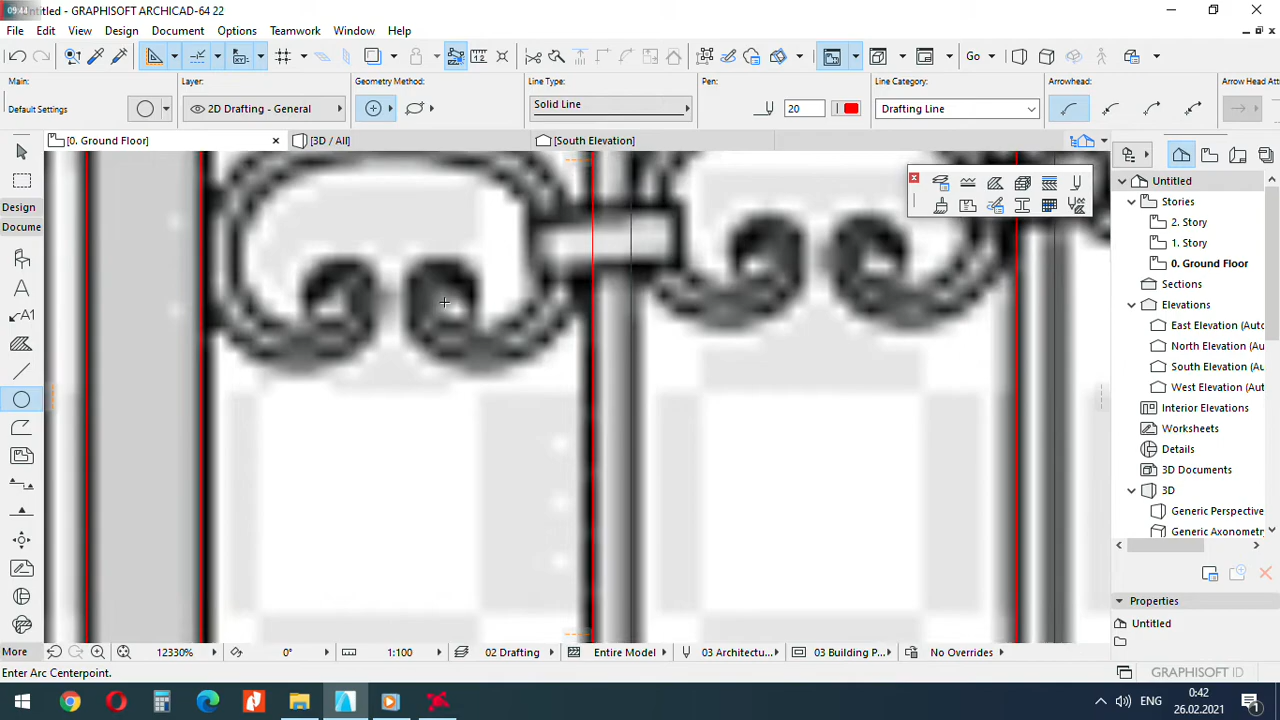 09:44
Untitled - GRAPHISOFT ARCHICAD-64 22
File Edit View Design Document Options Teamwork Window Help
Go
Main:
Layer:
Geometry Method:
Line Type:
Pen:
Line Category:
Arrowhead:
Arrow Head
Default Settings
2D Drafting - General
Solid Line
20
Drafting Line
[0. Ground Floor]
[3D / All]
[South Elevation]
Design
Docume
A
A1
More
Untitled
Stories
2. Story
1. Story
0. Ground Floor
Sections
Elevations
East Elevation (Aut
North Elevation (Au
South Elevation (Au
West Elevation (Aut
Interior Elevations
Worksheets
Details
3D Documents
3D
Generic Perspective
Generic Axonometr
Properties
Untitled
12330%
0°
1:100
02 Drafting
Entire Model
03 Architectu...
03 Building P...
No Overrides
Enter Arc Centerpoint.
GRAPHISOFT ID
ENG
0:42
26.02.2021
1